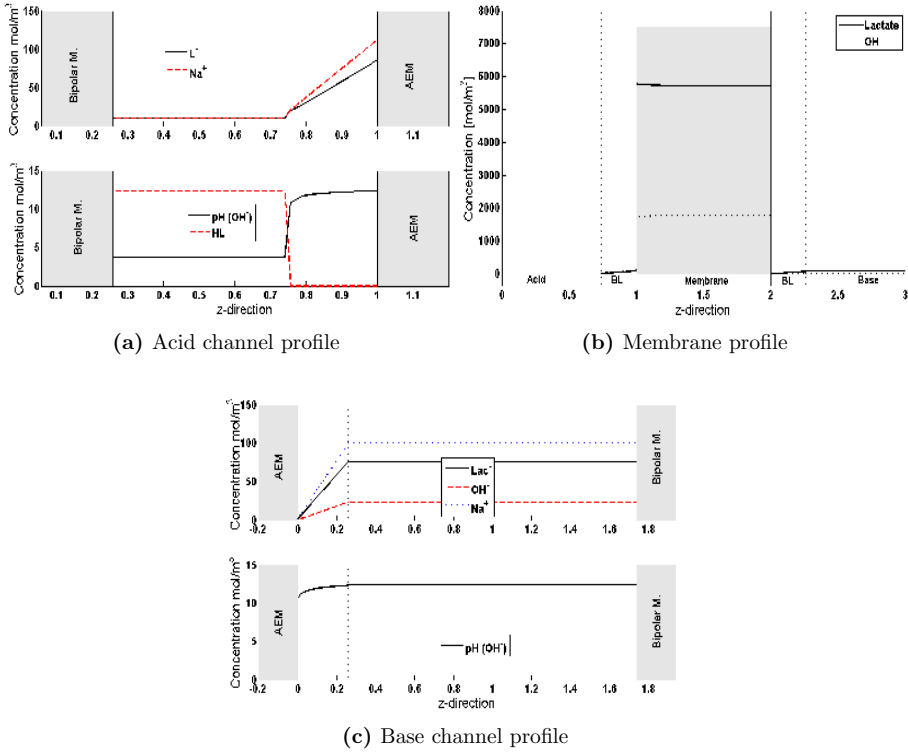 Concentration mol/m³
150
100
50
0
Bipolar M.
L⁻
Na⁺
AEM
0.1 0.2 0.3 0.4 0.5 0.6 0.7 0.8 0.9 1 1.1
Concentration mol/m³
15
10
5
0
Bipolar M.
pH (OH⁻)
HL
AEM
0.1 0.2 0.3 0.4 0.5 0.6 0.7 0.8 0.9 1 1.1
z-direction
(a) Acid channel profile
Concentration [mol/m³]
8000
7000
6000
5000
4000
3000
2000
1000
0
Lactate
OH
Acid BL Membrane BL Base
0 0.5 1 1.5 2 2.5 3
z-direction
(b) Membrane profile
Concentration mol/m³
150
100
50
0
AEM
Lac⁻
OH⁻
Na⁺
Bipolar M.
-0.2 0 0.2 0.4 0.6 0.8 1 1.2 1.4 1.6 1.8
Concentration mol/m³
15
10
5
0
AEM
pH (OH⁻)
Bipolar M.
-0.2 0 0.2 0.4 0.6 0.8 1 1.2 1.4 1.6 1.8
z-direction
(c) Base channel profile